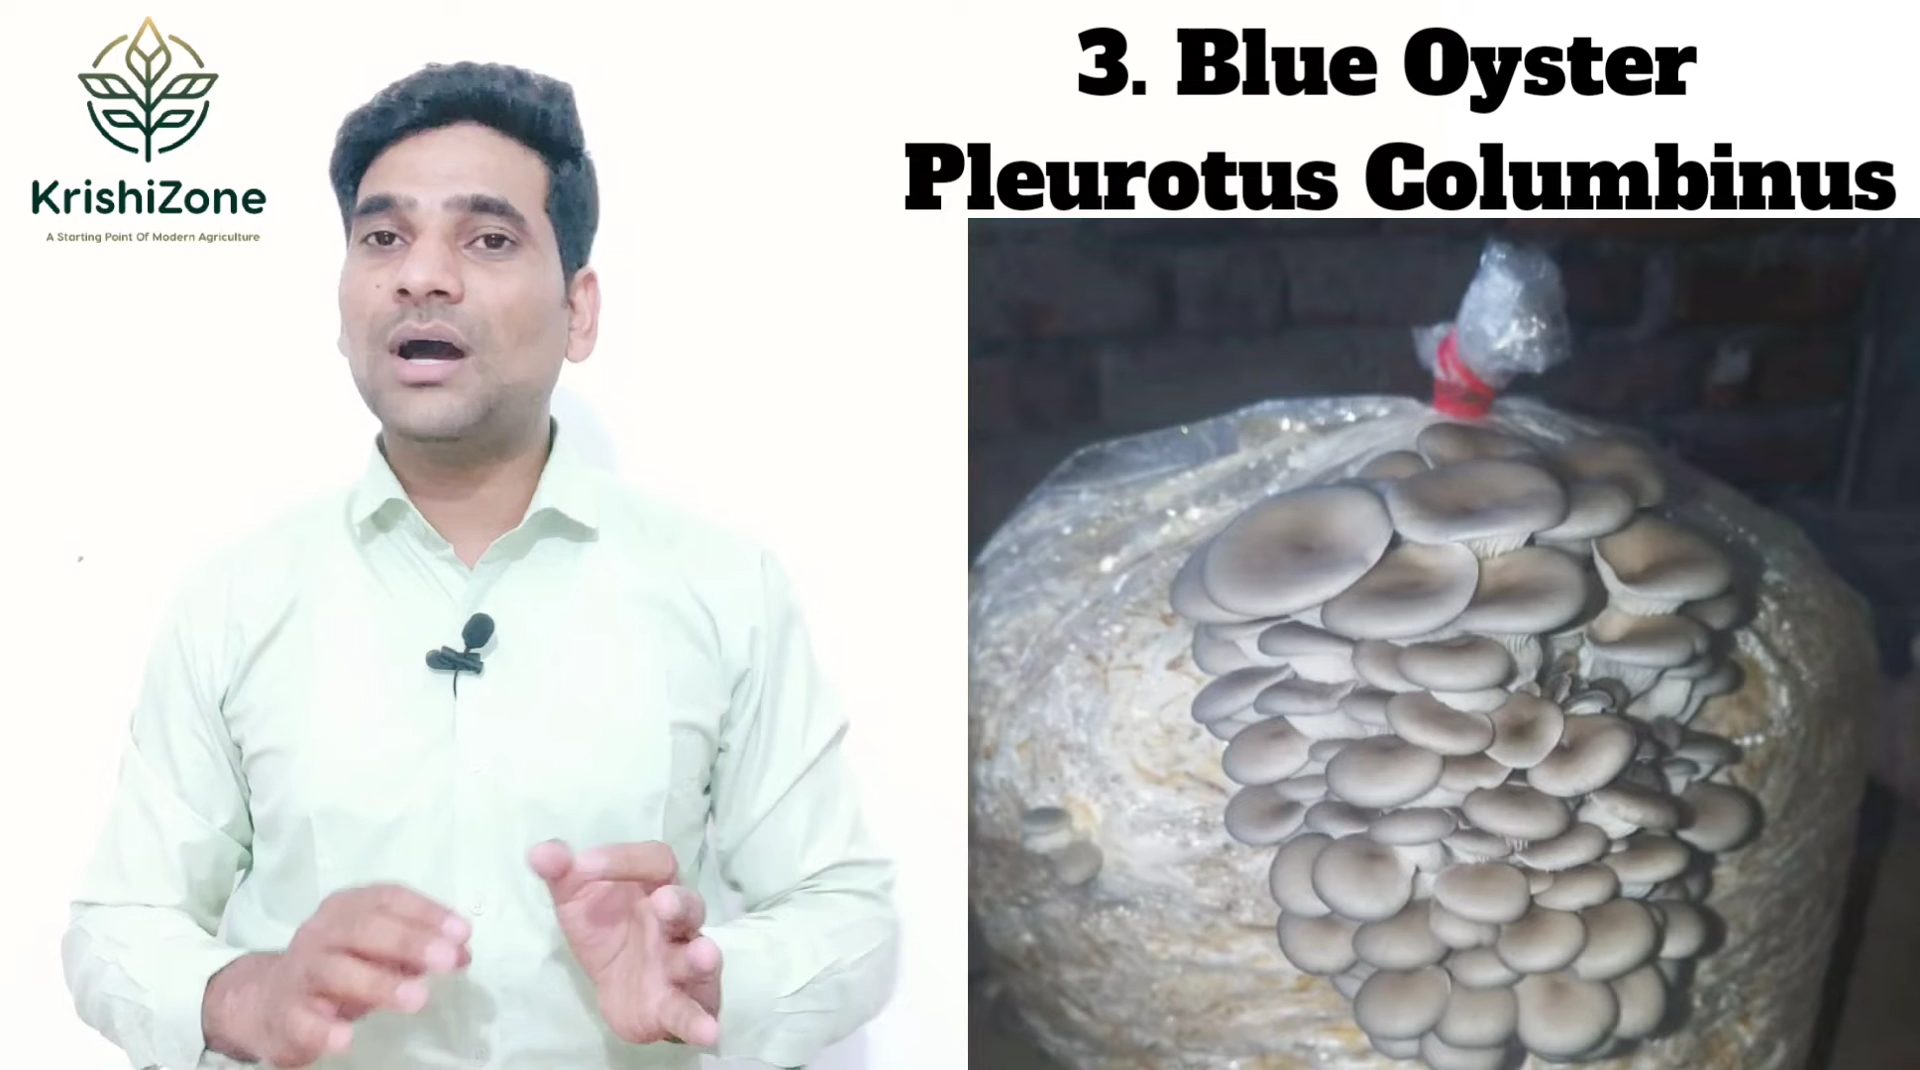 KrishiZone
A Starting Point Of Modern Agriculture
3. Blue Oyster
Pleurotus Columbinus